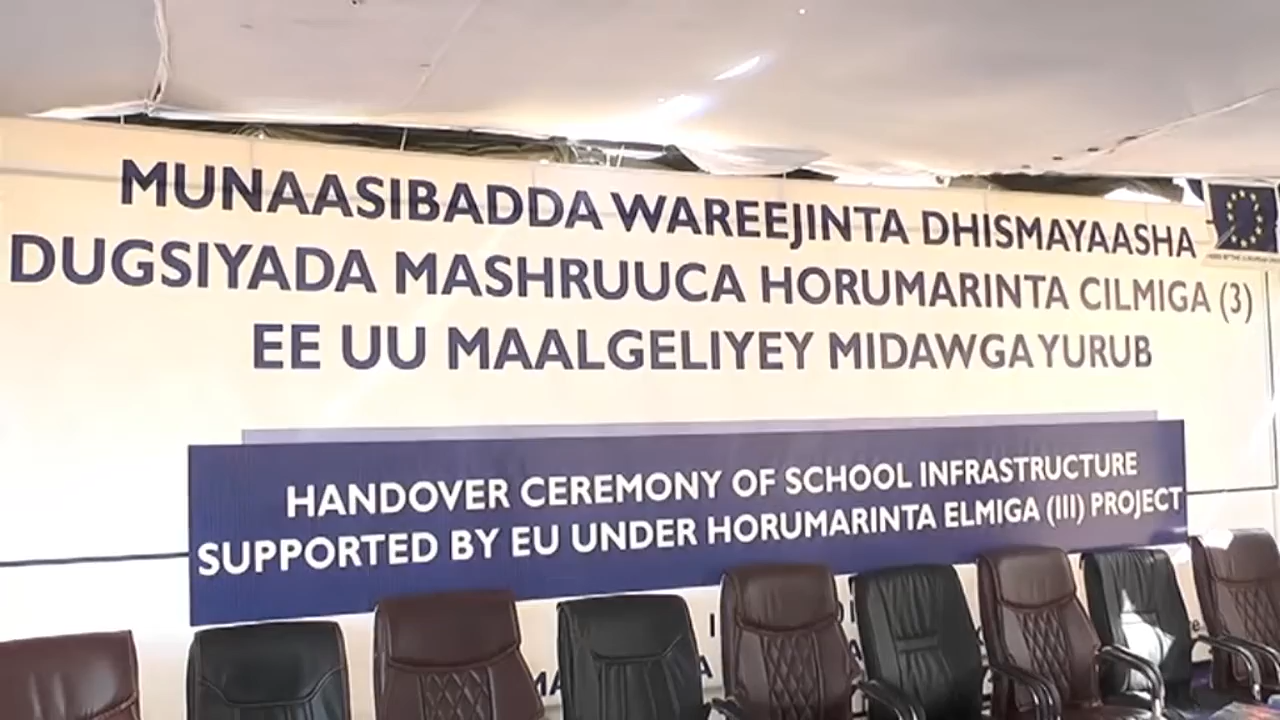 MUNAASIBADDA WAREEJINTA DHISMAYAASHA
DUGSIYADA MASHRUUCA HORUMARINTA CILMIGA (3)
EE UU MAALGELIYEY MIDAWGA YURUB
HANDOVER CEREMONY OF SCHOOL INFRASTRUCTURE
SUPPORTED BY EU UNDER HORUMARINTA ELMIGA (III) PROJECT